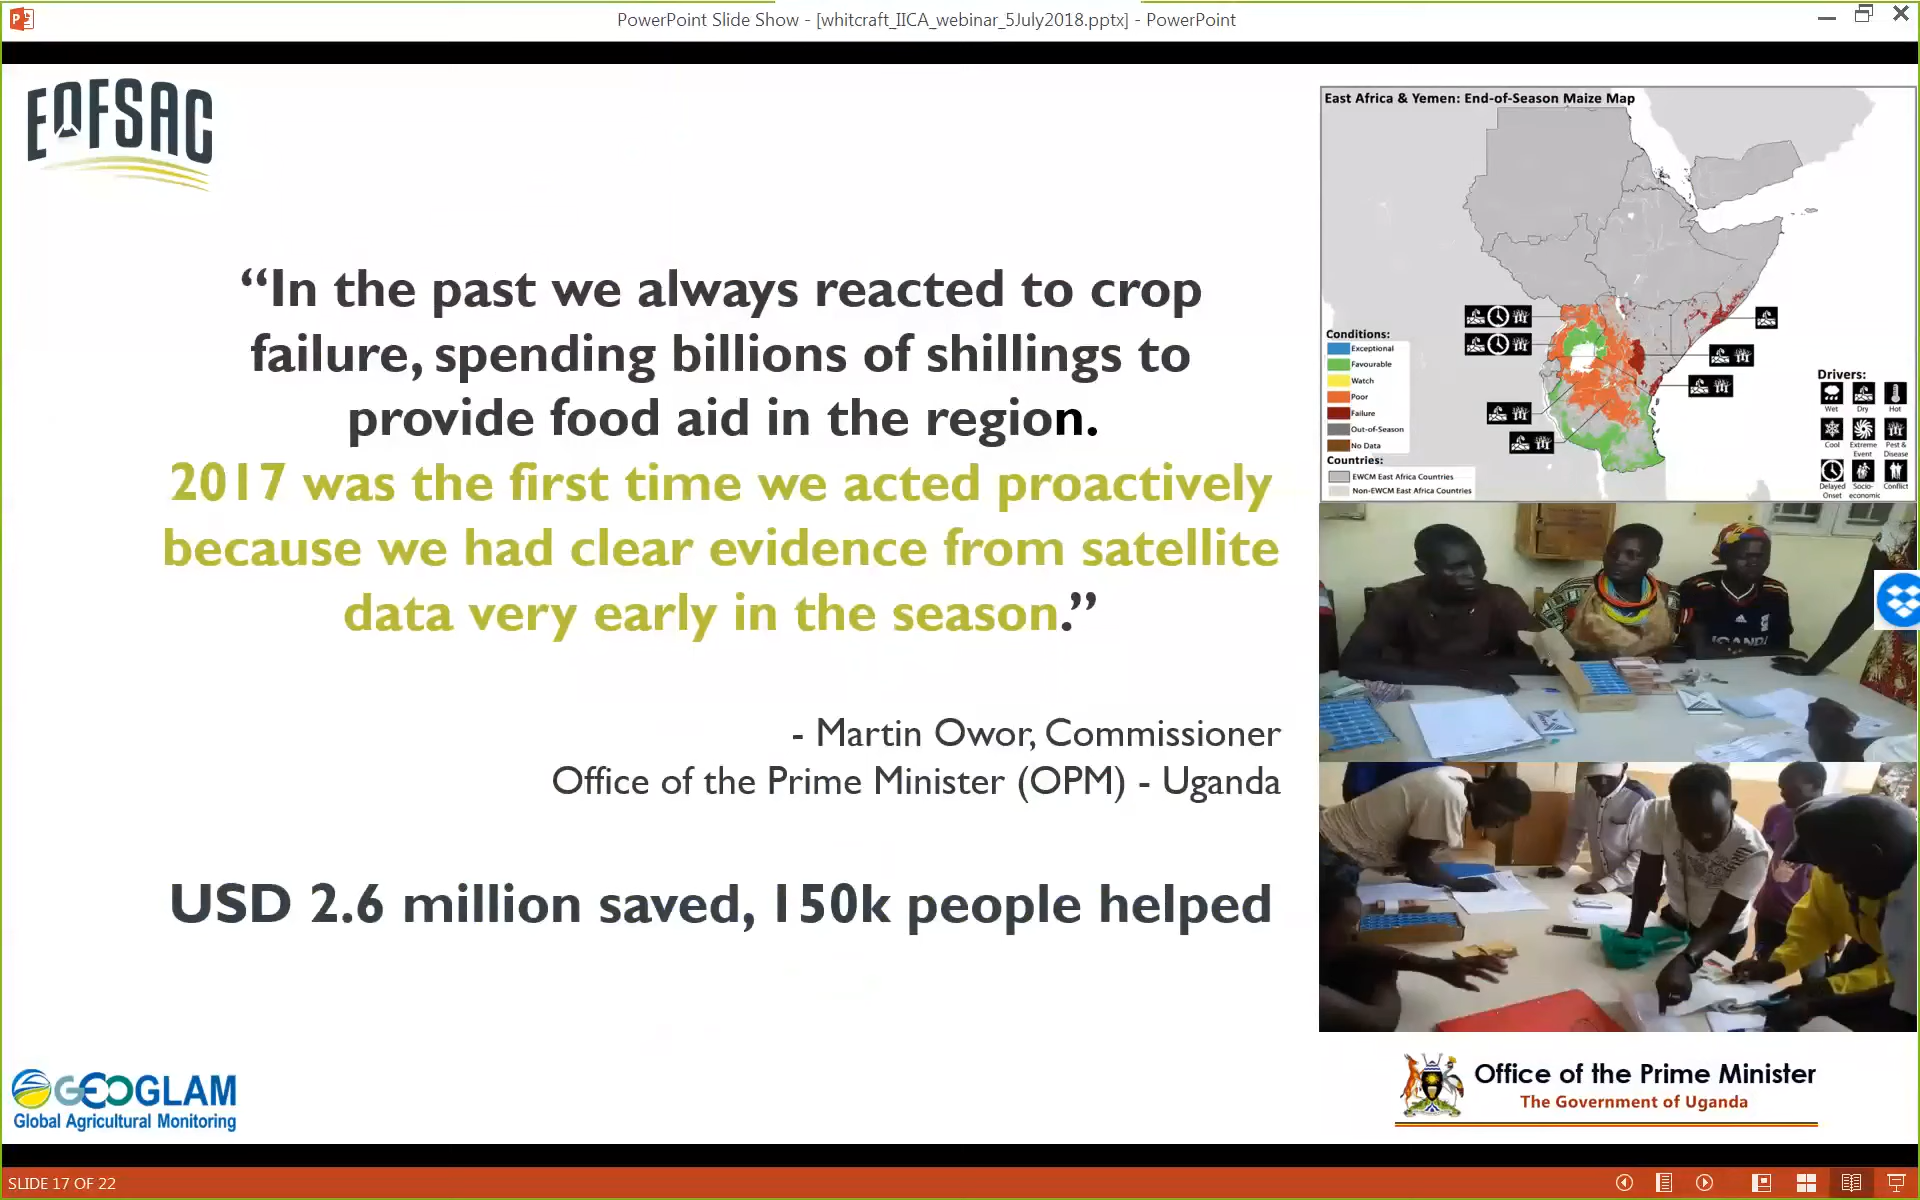 PowerPoint Slide Show - [whitcraft_IICA_webinar_5July2018.pptx] - PowerPoint
EOFSAC
“In the past we always reacted to crop
failure, spending billions of shillings to
provide food aid in the region.
2017 was the first time we acted proactively
because we had clear evidence from satellite
data very early in the season.”
- Martin Owor, Commissioner
Office of the Prime Minister (OPM) - Uganda
USD 2.6 million saved, 150k people helped
GEOGLAM
Global Agricultural Monitoring
East Africa & Yemen: End-of-Season Maize Map
Conditions:
Exceptional
Favourable
Watch
Poor
Failure
Out-of-Season
No Data
Countries:
EWCM East Africa Countries
Non-EWCM East Africa Countries
Drivers:
Wet
Dry
Hot
Cool
Extreme
Event
Pest &
Disease
Delayed
Onset
Socio-
economic
Conflict
Office of the Prime Minister
The Government of Uganda
SLIDE 17 OF 22